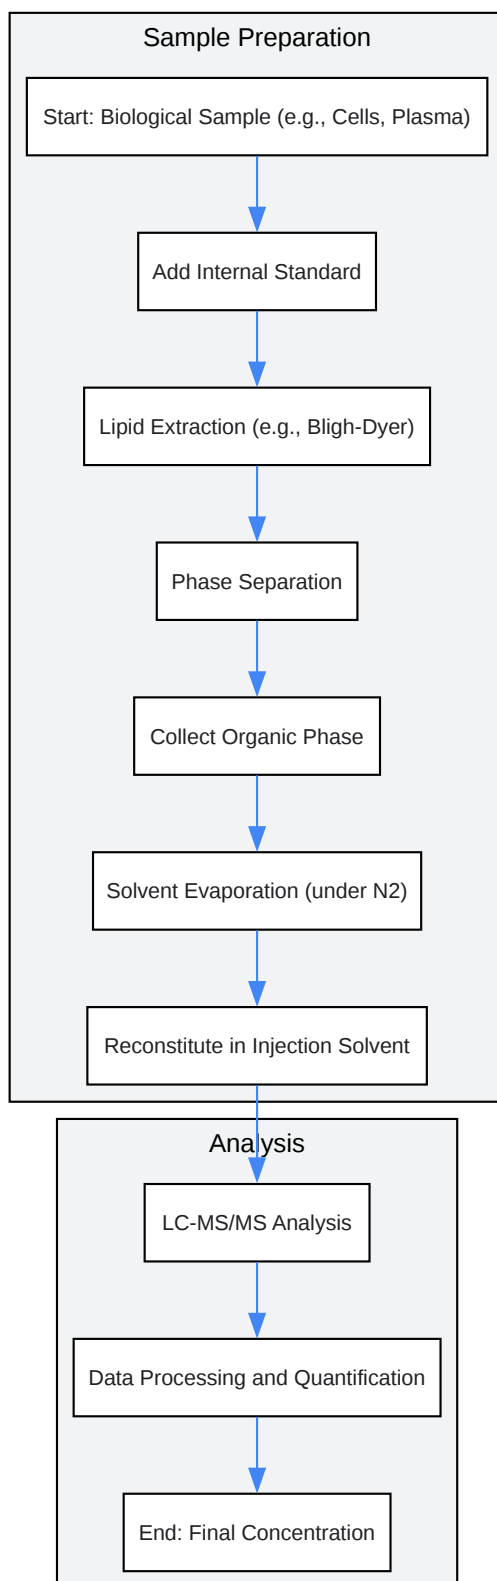 Sample Preparation
Start: Biological Sample (e.g., Cells, Plasma)
Add Internal Standard
Lipid Extraction (e.g., Bligh-Dyer)
Phase Separation
Collect Organic Phase
Solvent Evaporation (under N2)
Reconstitute in Injection Solvent
Analysis
LC-MS/MS Analysis
Data Processing and Quantification
End: Final Concentration